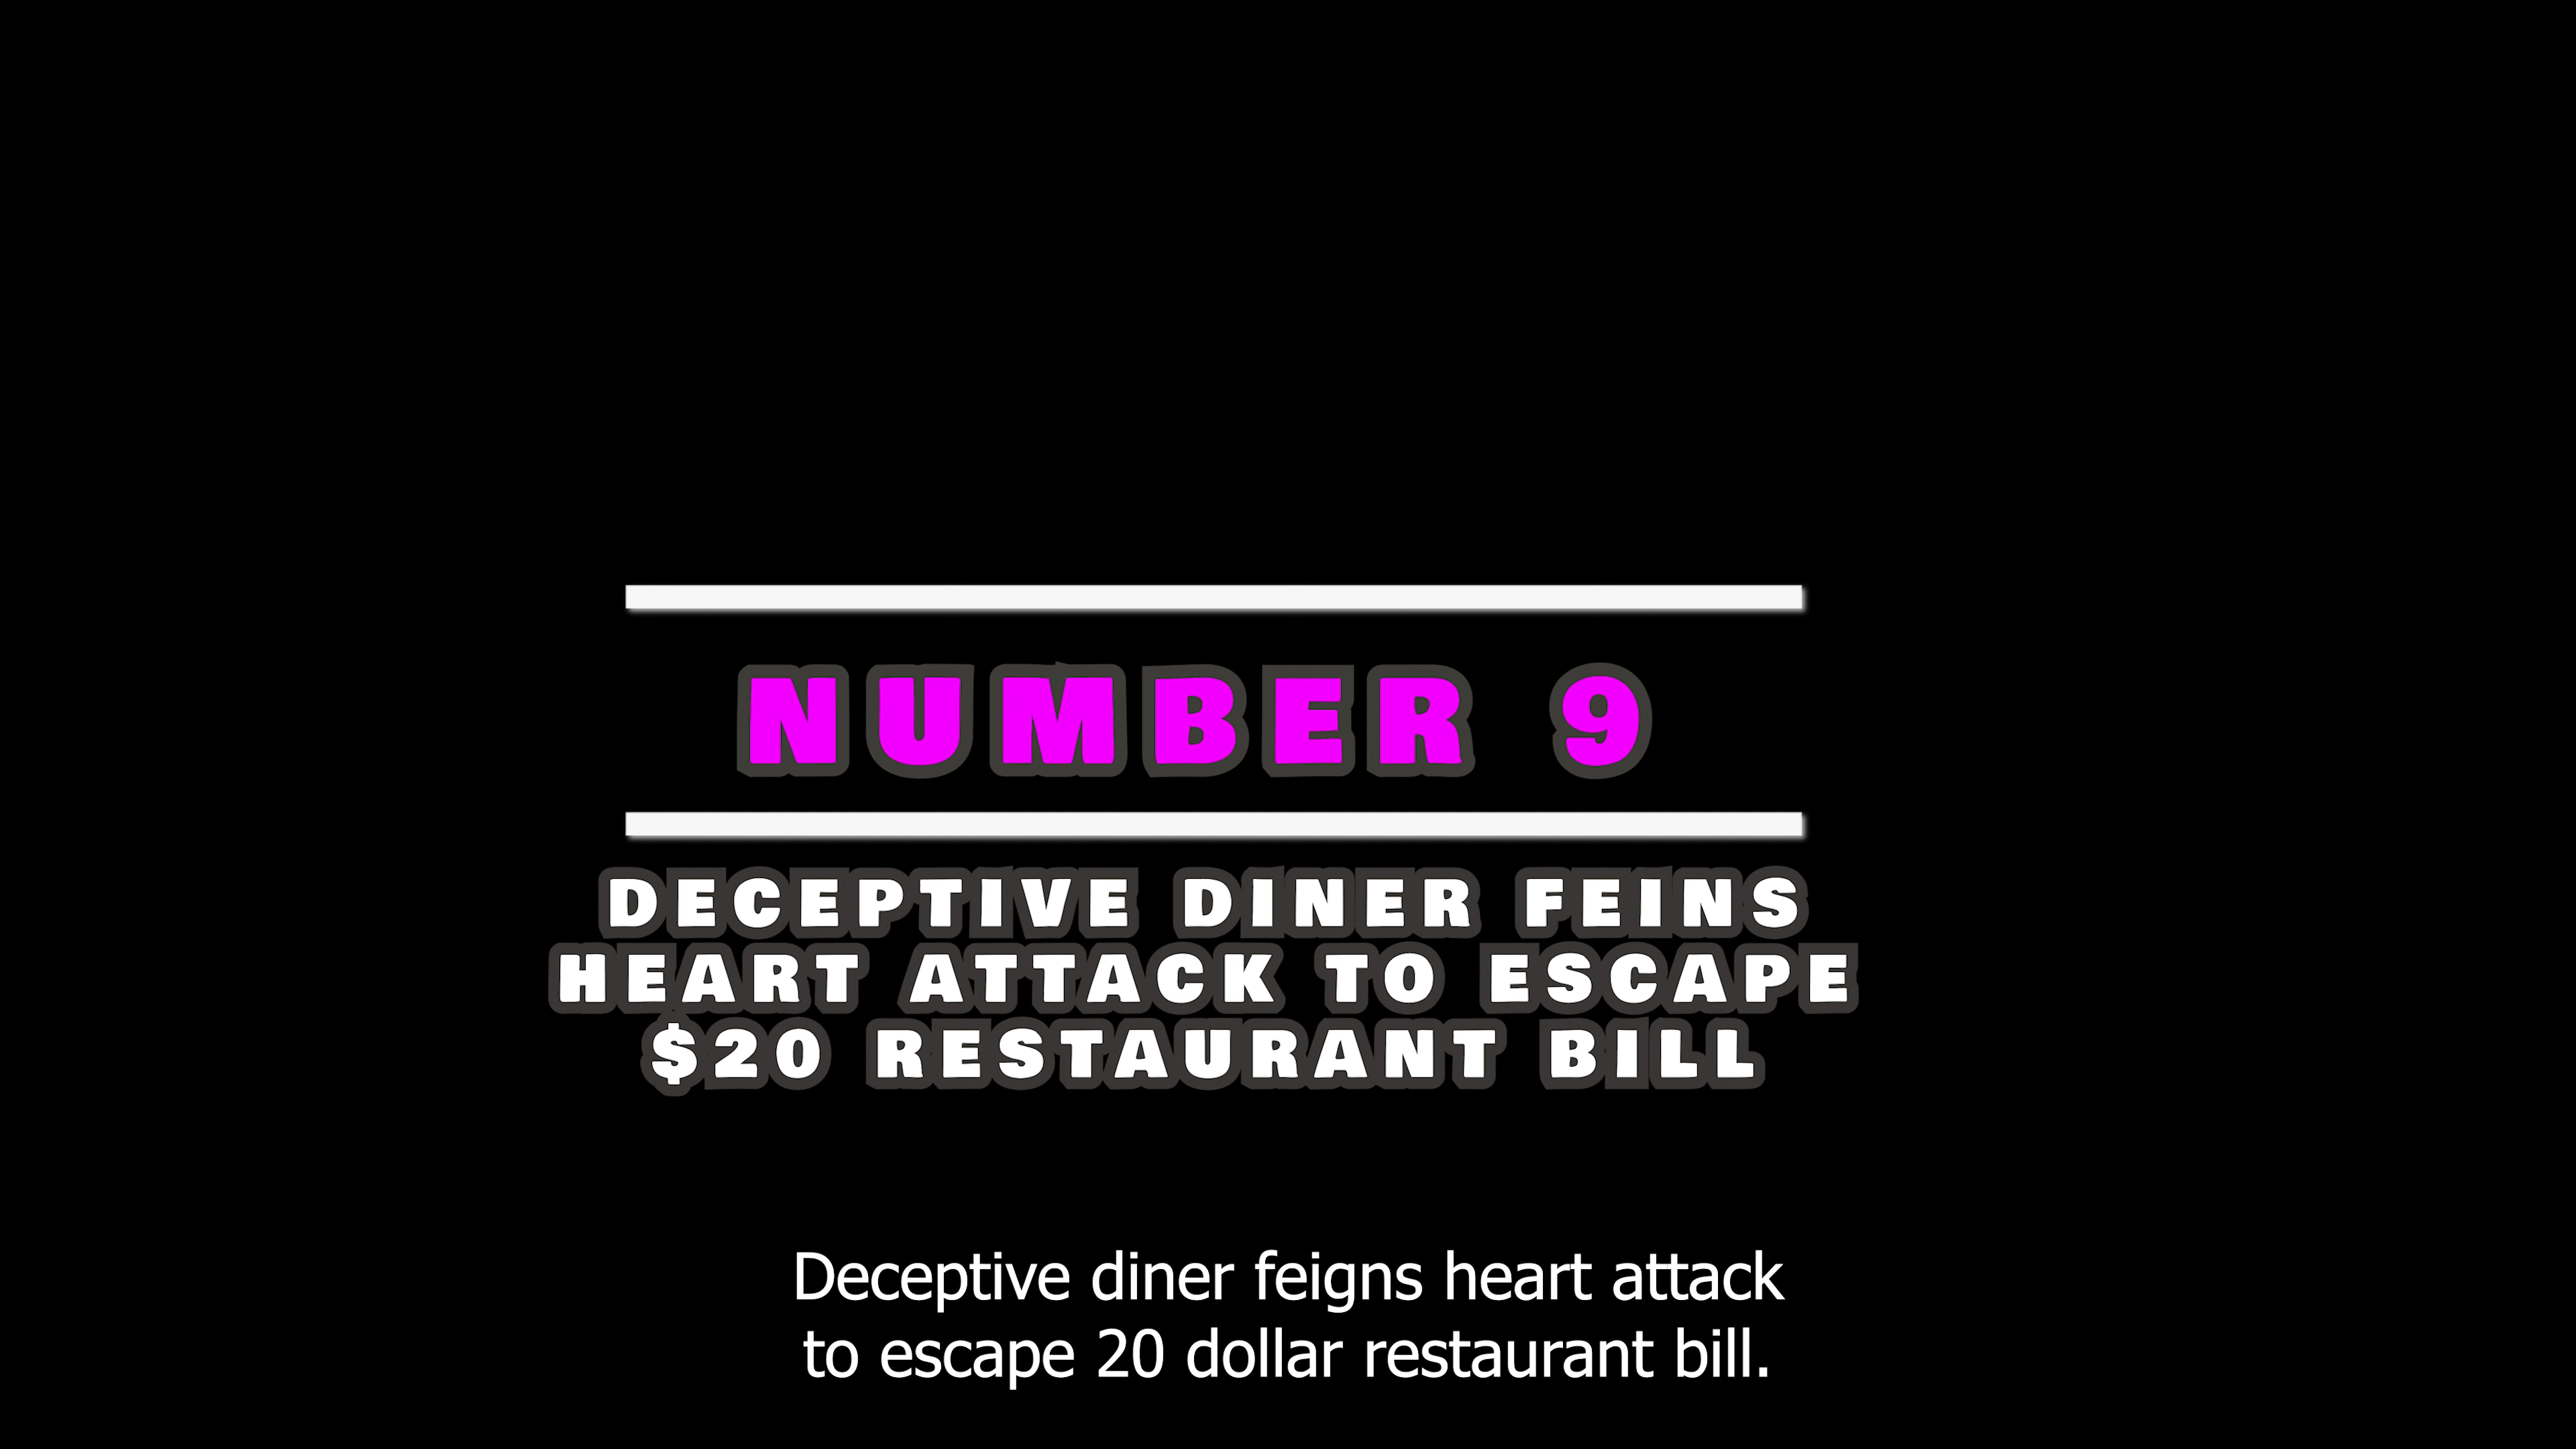 NUMBER 9
DECEPTIVE DINER FEINS
HEART ATTACK TO ESCAPE
$20 RESTAURANT BILL
Deceptive diner feigns heart attack
to escape 20 dollar restaurant bill.